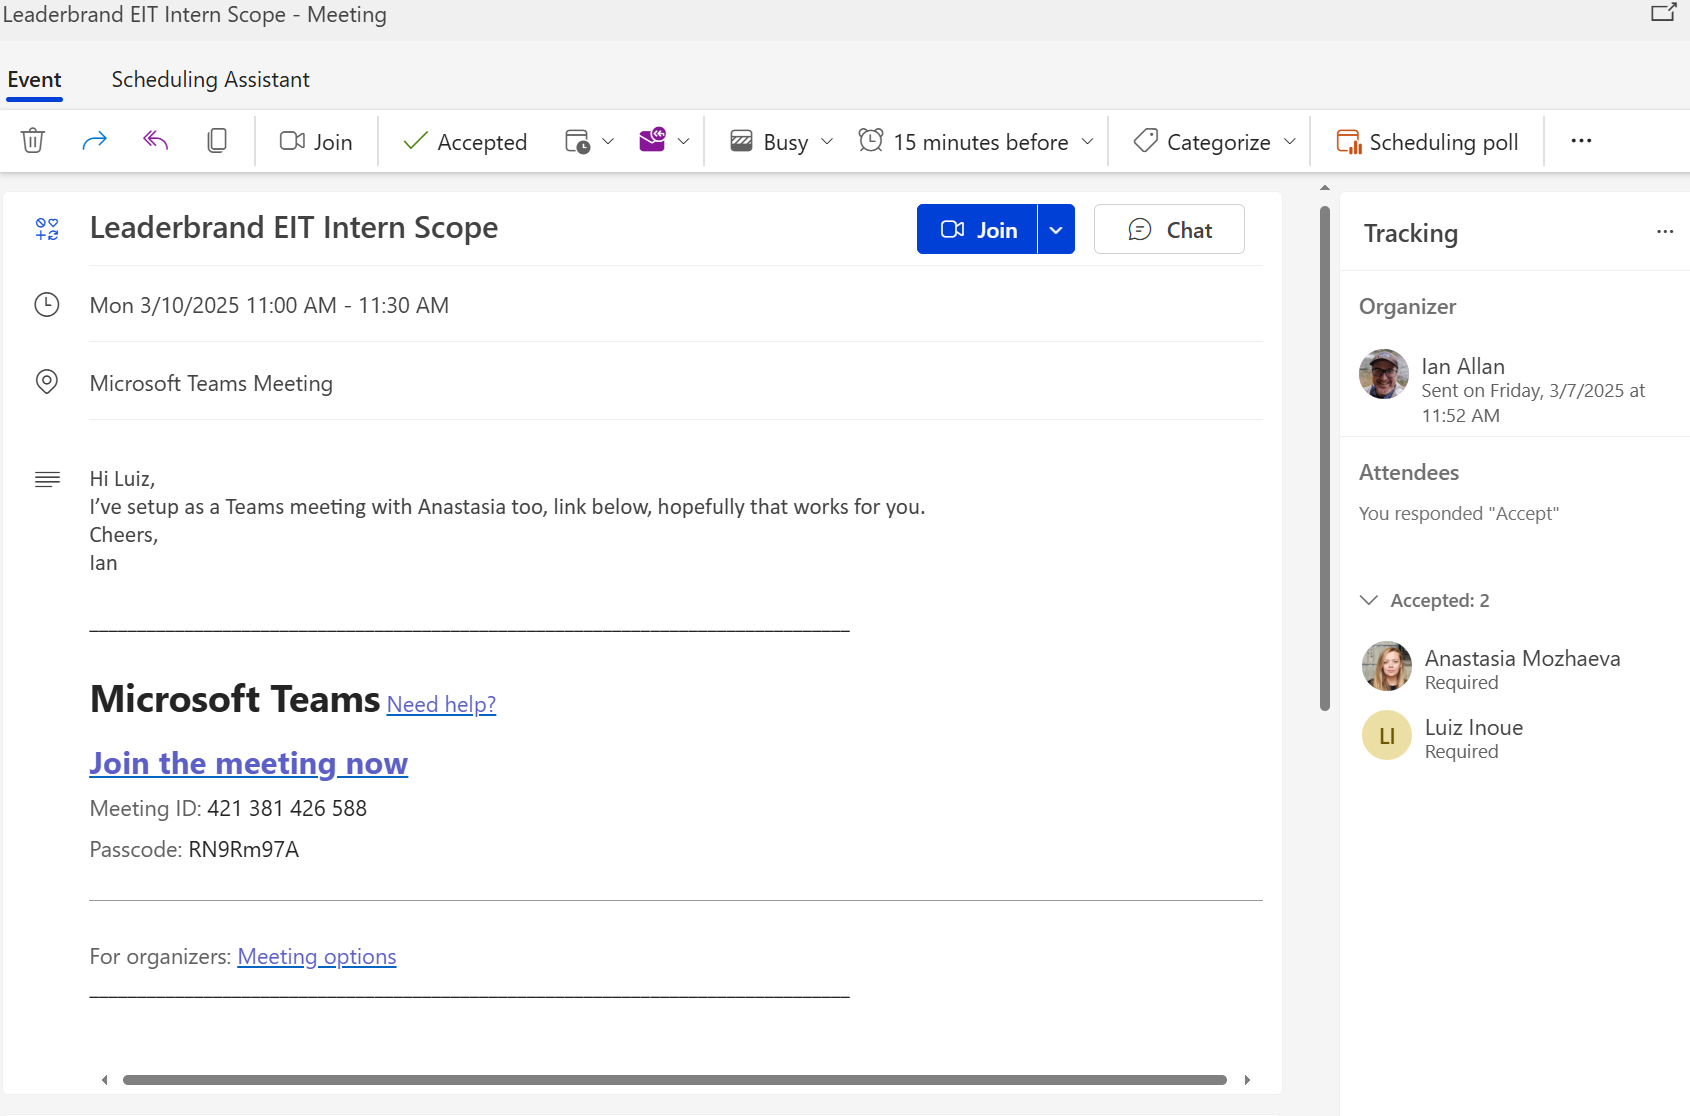 Leaderbrand EIT Intern Scope - Meeting
Event
Scheduling Assistant
Join
Accepted
Busy
15 minutes before
Categorize
Scheduling poll
Leaderbrand EIT Intern Scope
Join
Chat
Mon 3/10/2025 11:00 AM - 11:30 AM
Microsoft Teams Meeting
Hi Luiz,
I’ve setup as a Teams meeting with Anastasia too, link below, hopefully that works for you.
Cheers,
Ian
Microsoft Teams Need help?
Join the meeting now
Meeting ID: 421 381 426 588
Passcode: RN9Rm97A
For organizers: Meeting options
Tracking
Organizer
Ian Allan
Sent on Friday, 3/7/2025 at
11:52 AM
Attendees
You responded "Accept"
Accepted: 2
Anastasia Mozhaeva
Required
LI
Luiz Inoue
Required